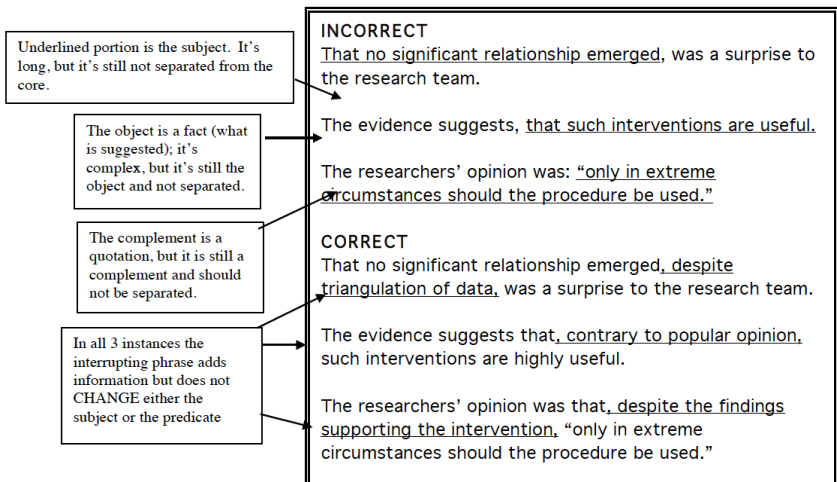 Underlined portion is the subject.  It's
long, but it's still not separated from the
core.
The object is a fact (what
is suggested); it's
complex, but it's still the
object and not separated.
The complement is a
quotation, but it is still a
complement and should
not be separated.
In all 3 instances the
interrupting phrase adds
information but does not
CHANGE either the
subject or the predicate
INCORRECT
That no significant relationship emerged, was a surprise to
the research team.
The evidence suggests, that such interventions are useful.
The researchers’ opinion was: “only in extreme
circumstances should the procedure be used.”
CORRECT
That no significant relationship emerged, despite
triangulation of data, was a surprise to the research team.
The evidence suggests that, contrary to popular opinion,
such interventions are highly useful.
The researchers’ opinion was that, despite the findings
supporting the intervention, “only in extreme
circumstances should the procedure be used.”